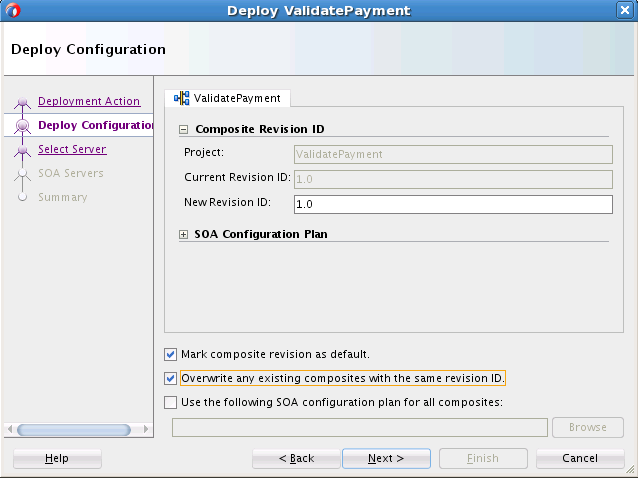 Deploy ValidatePayment
Deploy Configuration
Deployment Action
Deploy Configuration
Select Server
SOA Servers
Summary
ValidatePayment
Composite Revision ID
Project: ValidatePayment
Current Revision ID: 1.0
New Revision ID: 1.0
SOA Configuration Plan
Mark composite revision as default.
Overwrite any existing composites with the same revision ID.
Use the following SOA configuration plan for all composites:
Browse
Help < Back Next > Finish Cancel